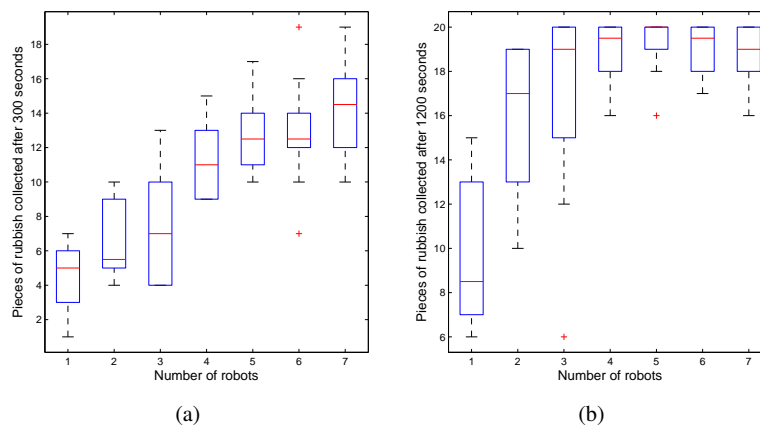 Pieces of rubbish collected after 300 seconds
18
16
14
12
10
8
6
4
2
1 2 3 4 5 6 7
Number of robots
(a)
Pieces of rubbish collected after 1200 seconds
20
18
16
14
12
10
8
6
1 2 3 4 5 6 7
Number of robots
(b)